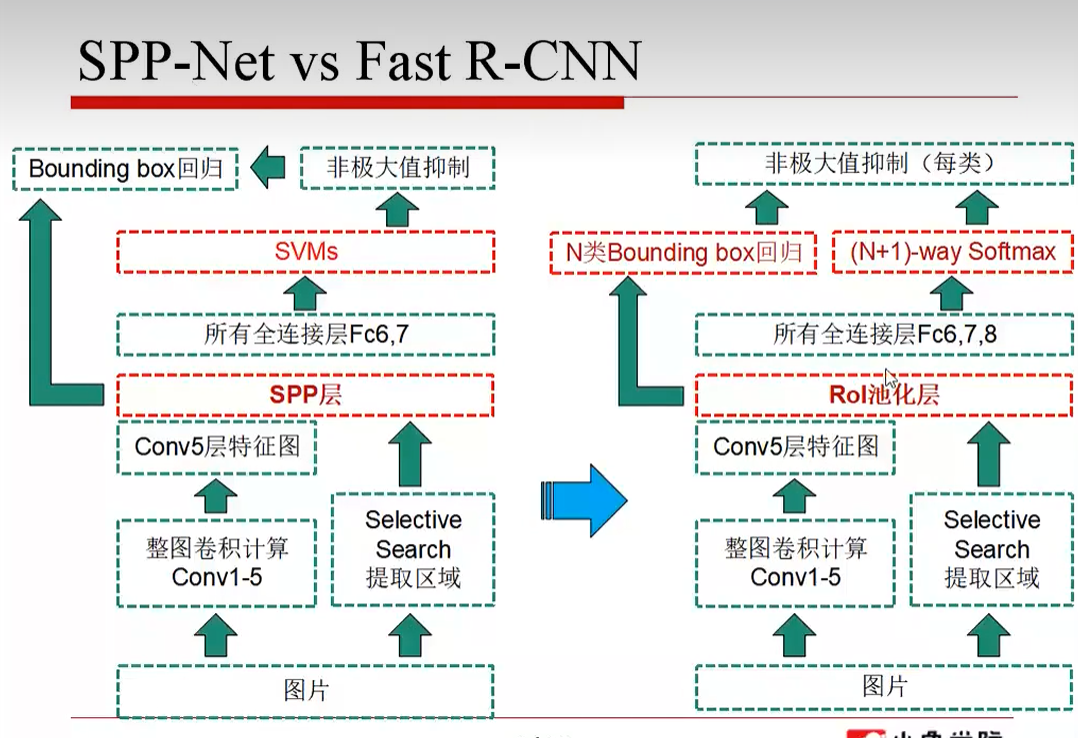 SPP-Net vs Fast R-CNN
Bounding box回归
非极大值抑制
SVMs
所有全连接层Fc6,7
SPP层
Conv5层特征图
整图卷积计算
Conv1-5
Selective
Search
提取区域
图片
非极大值抑制（每类）
N类Bounding box回归
(N+1)-way Softmax
所有全连接层Fc6,7,8
RoI池化层
Conv5层特征图
整图卷积计算
Conv1-5
Selective
Search
提取区域
图片